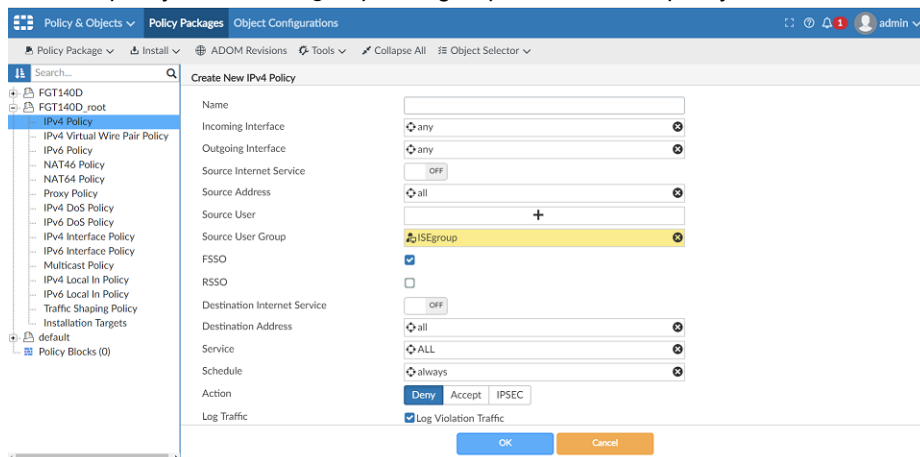 Policy & Objects Policy Packages Object Configurations 1 admin
Policy Package Install ADOM Revisions Tools Collapse All Object Selector
Search...
FGT140D
FGT140D_root
IPv4 Policy
IPv4 Virtual Wire Pair Policy
IPv6 Policy
NAT46 Policy
NAT64 Policy
Proxy Policy
IPv4 DoS Policy
IPv6 DoS Policy
IPv4 Interface Policy
IPv6 Interface Policy
Multicast Policy
IPv4 Local In Policy
IPv6 Local In Policy
Traffic Shaping Policy
Installation Targets
default
Policy Blocks (0)
Create New IPv4 Policy
Name
Incoming Interface any
Outgoing Interface any
Source Internet Service OFF
Source Address all
Source User +
Source User Group ISEgroup
FSSO
RSSO
Destination Internet Service OFF
Destination Address all
Service ALL
Schedule always
Action Deny Accept IPSEC
Log Traffic Log Violation Traffic
OK Cancel